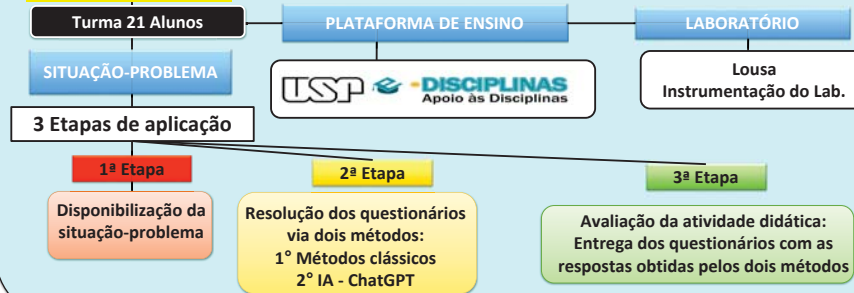 Turma 21 Alunos
PLATAFORMA DE ENSINO
LABORATÓRIO
SITUAÇÃO-PROBLEMA
USP e-DISCIPLINAS
Apoio às Disciplinas
Lousa
Instrumentação do Lab.
3 Etapas de aplicação
1ª Etapa
2ª Etapa
3ª Etapa
Disponibilização da
situação-problema
Resolução dos questionários
via dois métodos:
1° Métodos clássicos
2° IA - ChatGPT
Avaliação da atividade didática:
Entrega dos questionários com as
respostas obtidas pelos dois métodos